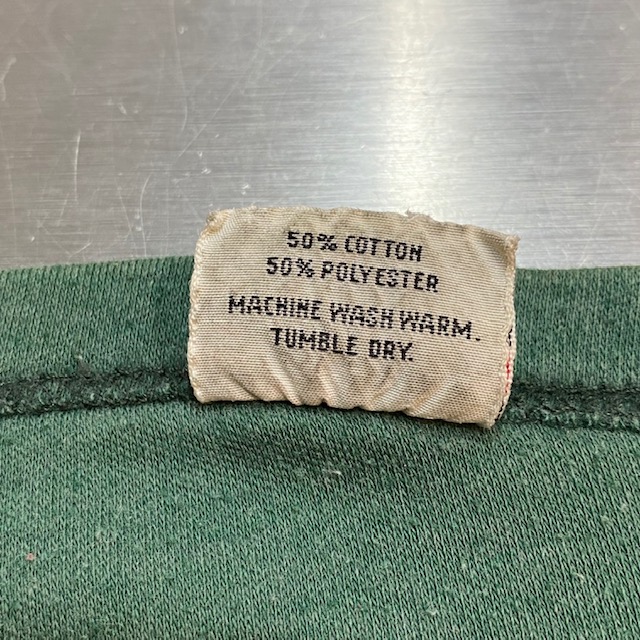 50% COTTON
50% POLYESTER
MACHINE WASH WARM.
TUMBLE DRY.